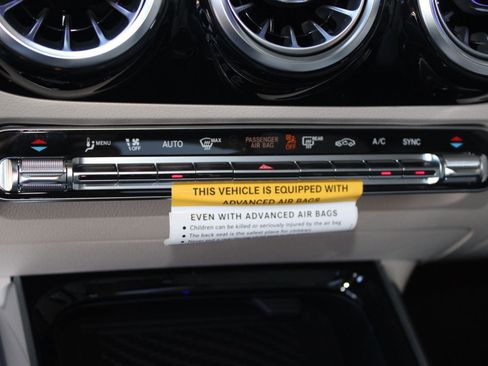 MENU OFF AUTO MAX PASSENGER AIR BAG OFF REAR A/C SYNC
THIS VEHICLE IS EQUIPPED WITH
ADVANCED AIR BAGS
EVEN WITH ADVANCED AIR BAGS
• Children can be killed or seriously injured by the air bag
• The back seat is the safest place for children